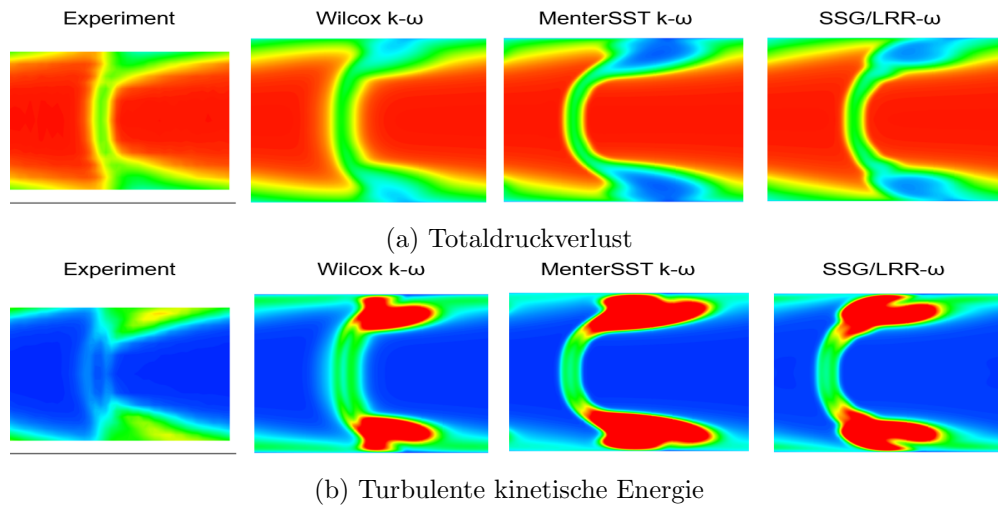 Experiment Wilcox k-ω MenterSST k-ω SSG/LRR-ω
(a) Totaldruckverlust
Experiment Wilcox k-ω MenterSST k-ω SSG/LRR-ω
(b) Turbulente kinetische Energie